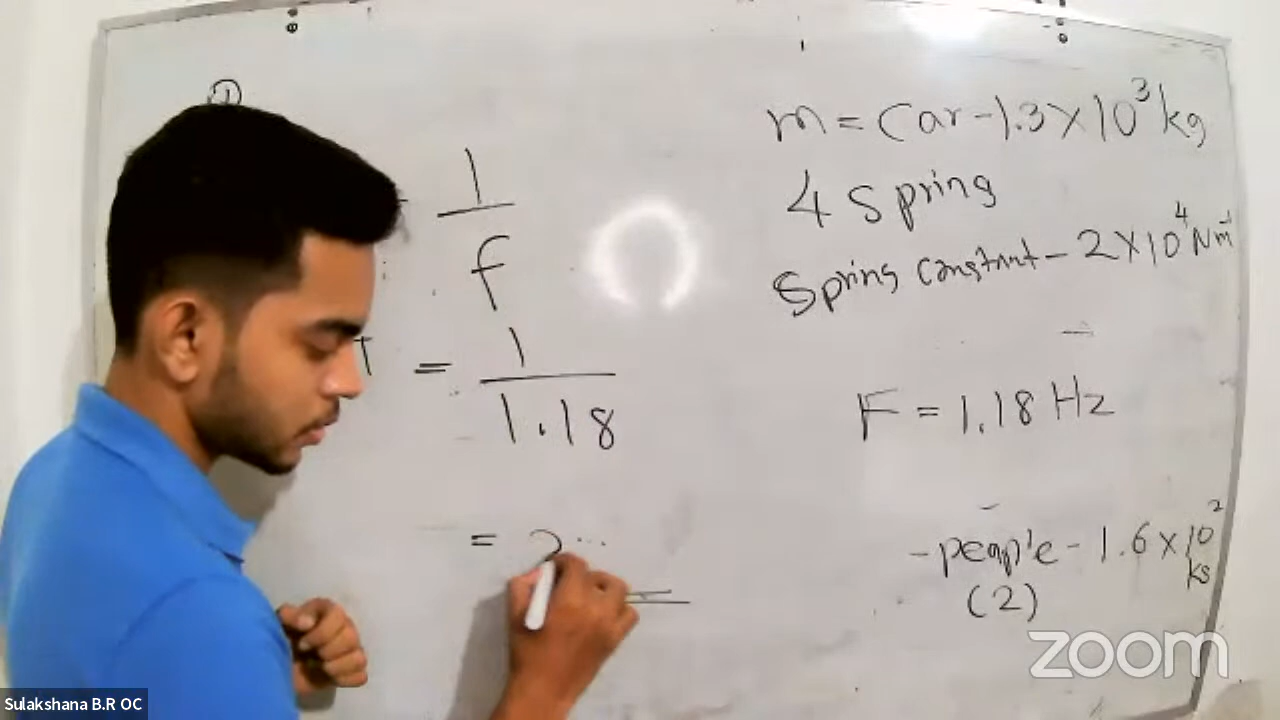 1
1
f
T = 1
1.18
=
m = Car - 1.3 × 10³ kg
4 Spring
Spring constant - 2 × 10⁴ Nm⁻¹
F = 1.18 Hz
- people - 1.6 × 10² kg
(2)
zoom
Sulakshana B.R OC